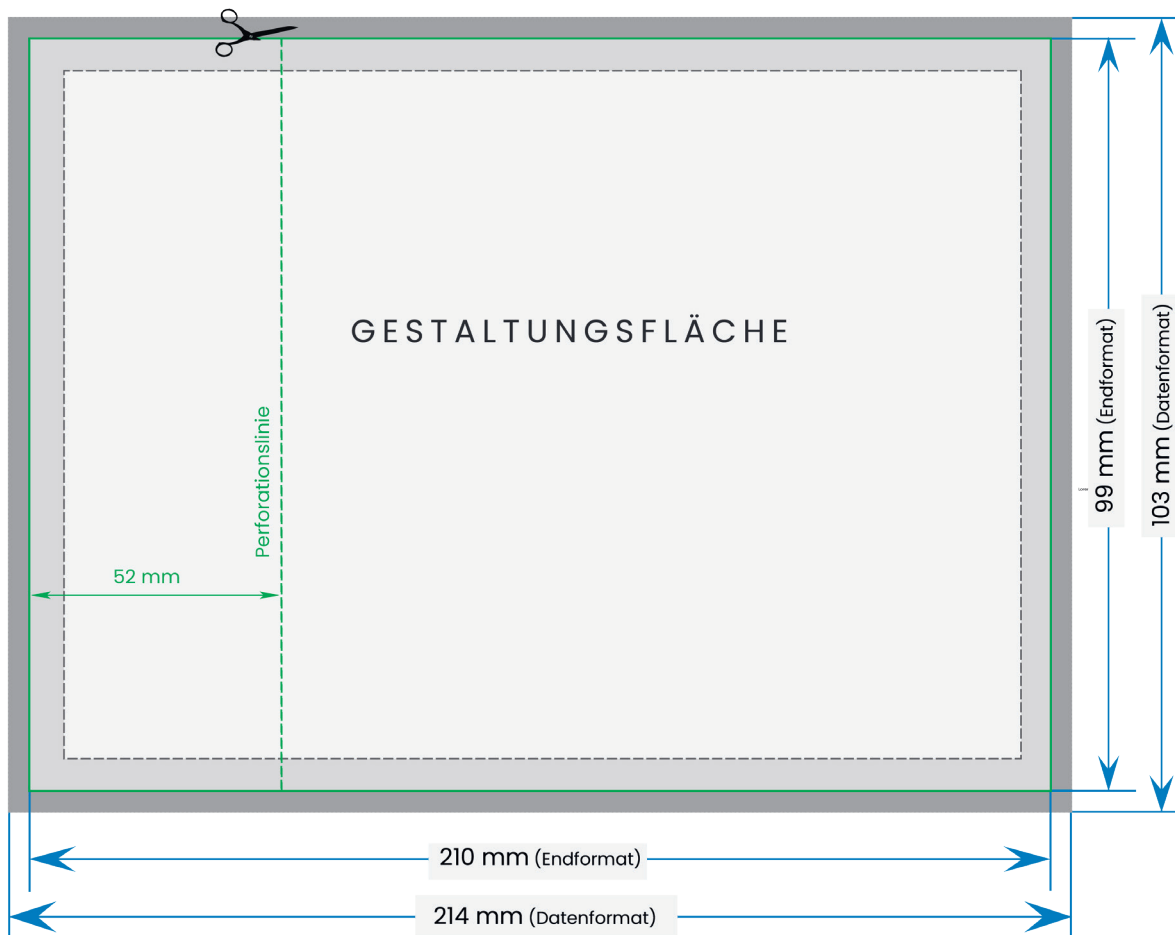 GESTALTUNGSFLÄCHE
Perforationslinie
52 mm
99 mm (Endformat)
103 mm (Datenformat)
210 mm (Endformat)
214 mm (Datenformat)